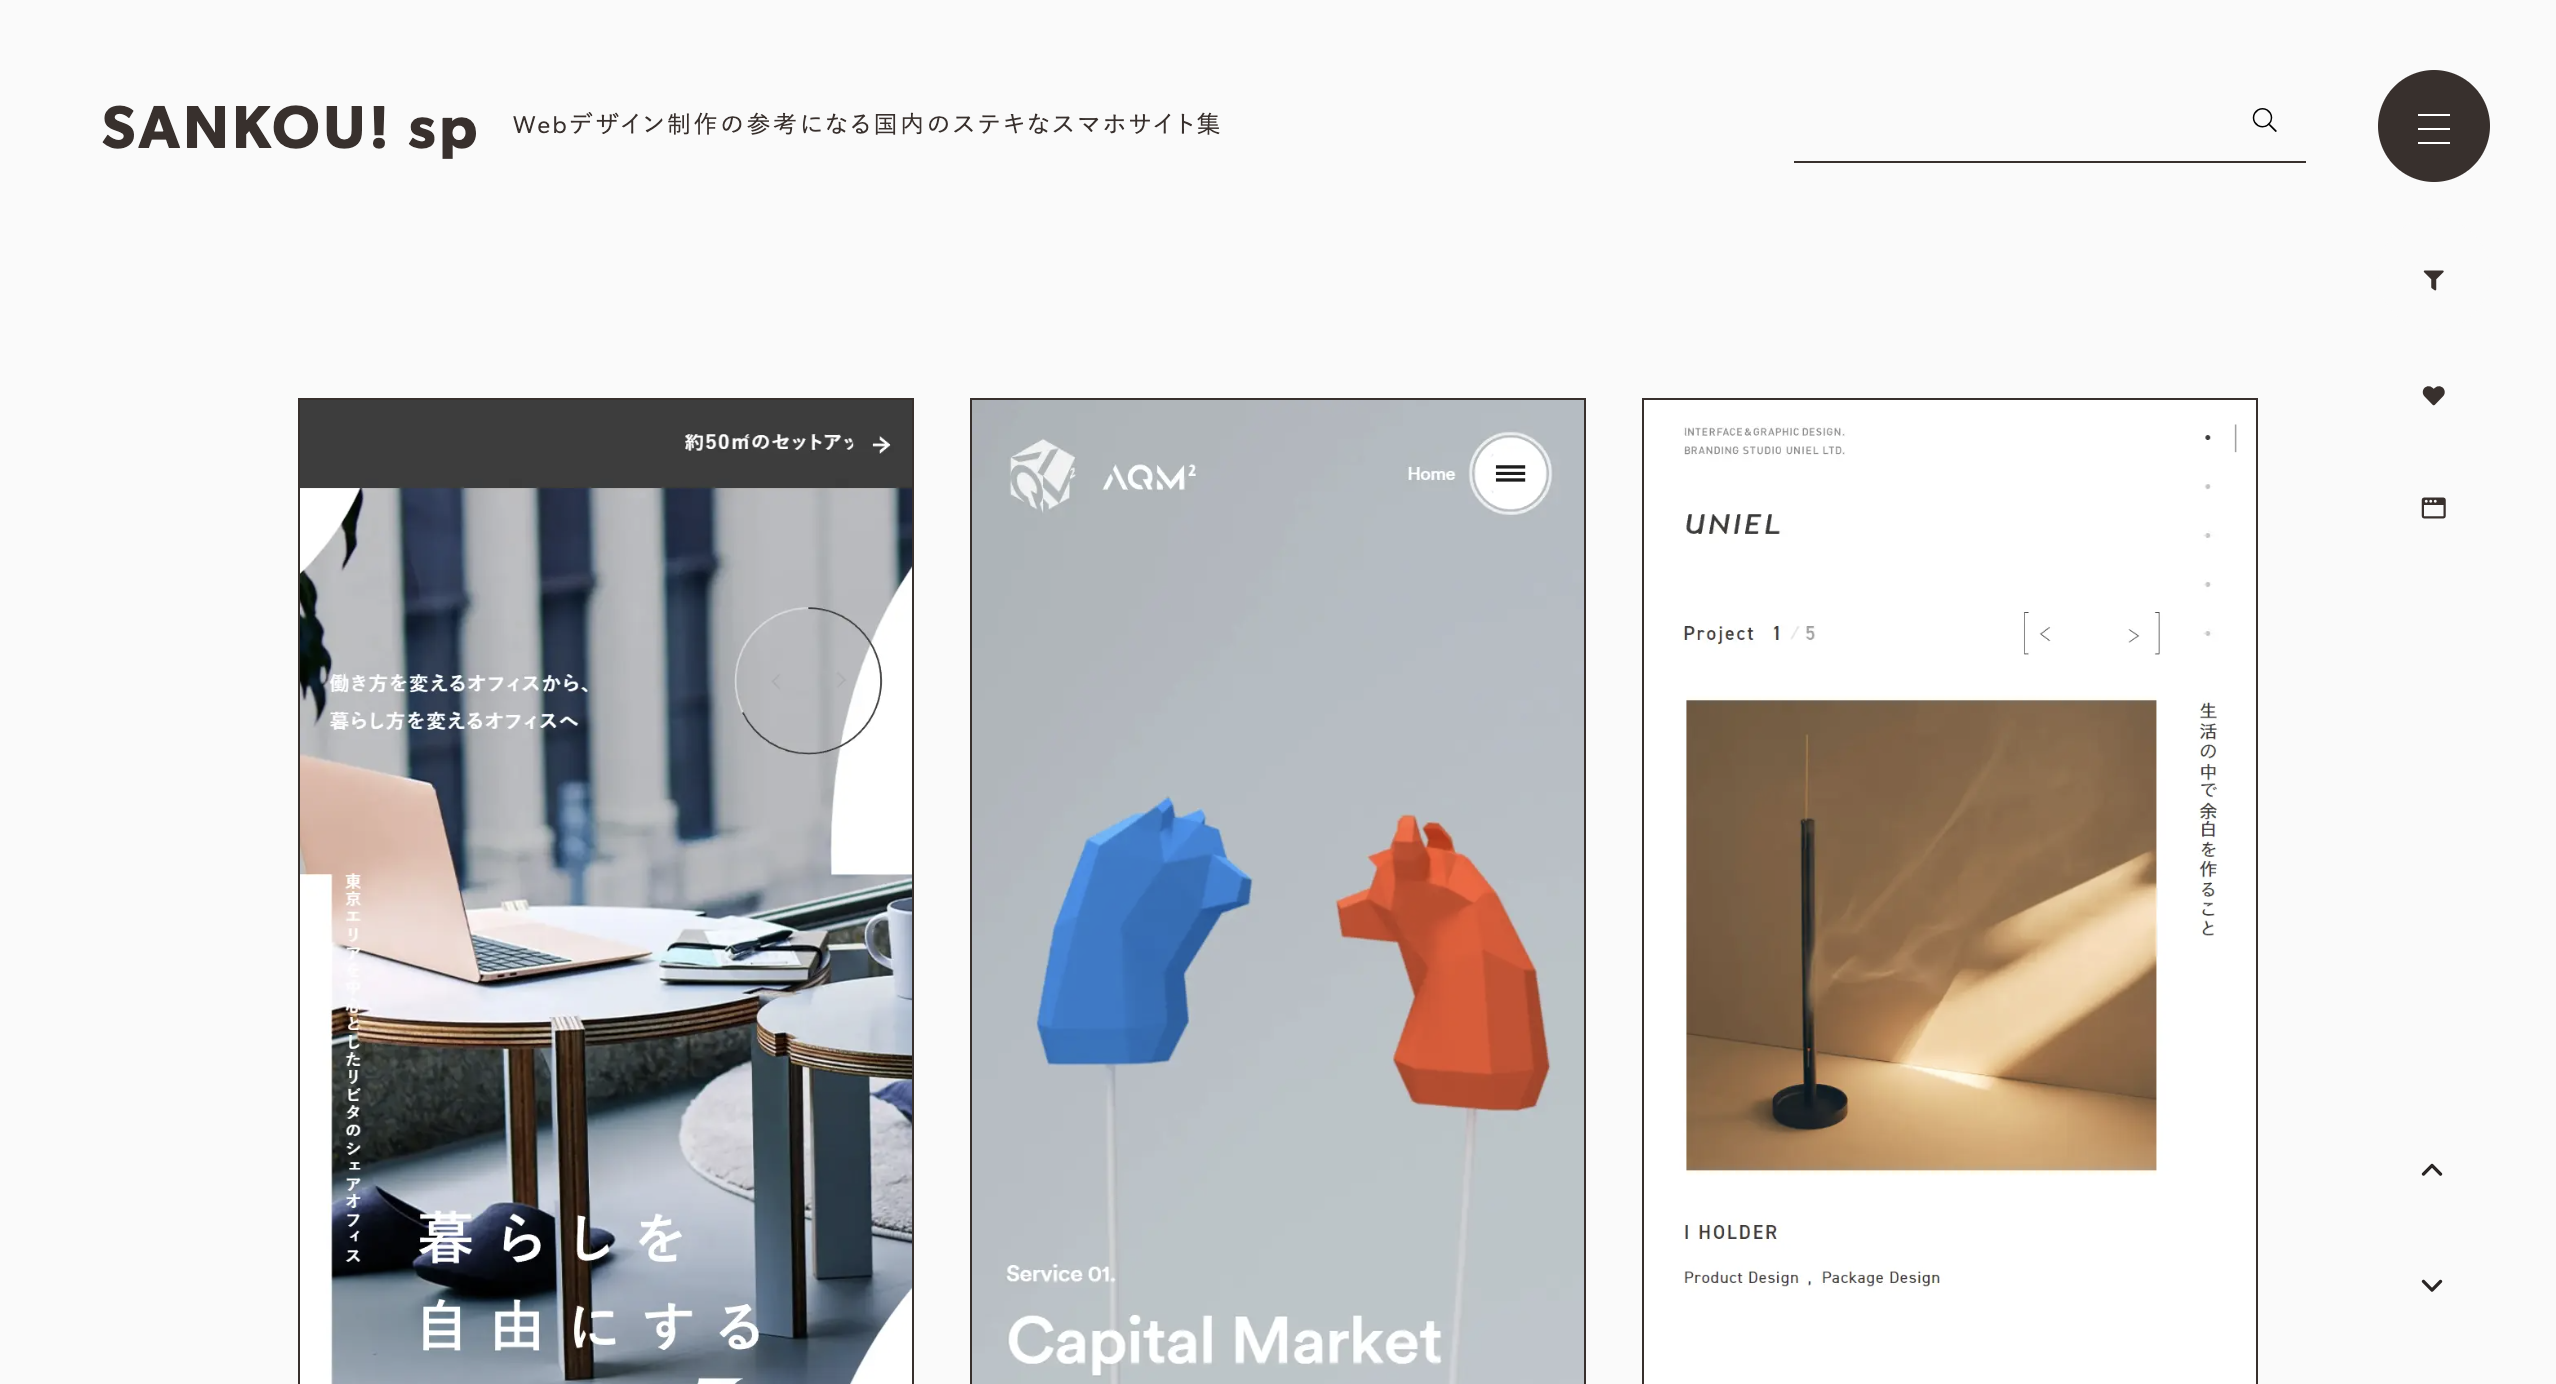 SANKOU! sp
Webデザイン制作の参考になる国内のステキなスマホサイト集
約50㎡のセットアッ
働き方を変えるオフィスから、
暮らし方を変えるオフィスへ
東京エリアを中心としたリビタのシェアオフィス
暮らしを
自由にする
AQM²
Home
Service 01.
Capital Market
INTERFACE&GRAPHIC DESIGN.
BRANDING STUDIO UNIEL LTD.
UNIEL
Project 1 / 5
生活の中で余白を作ること
I HOLDER
Product Design , Package Design